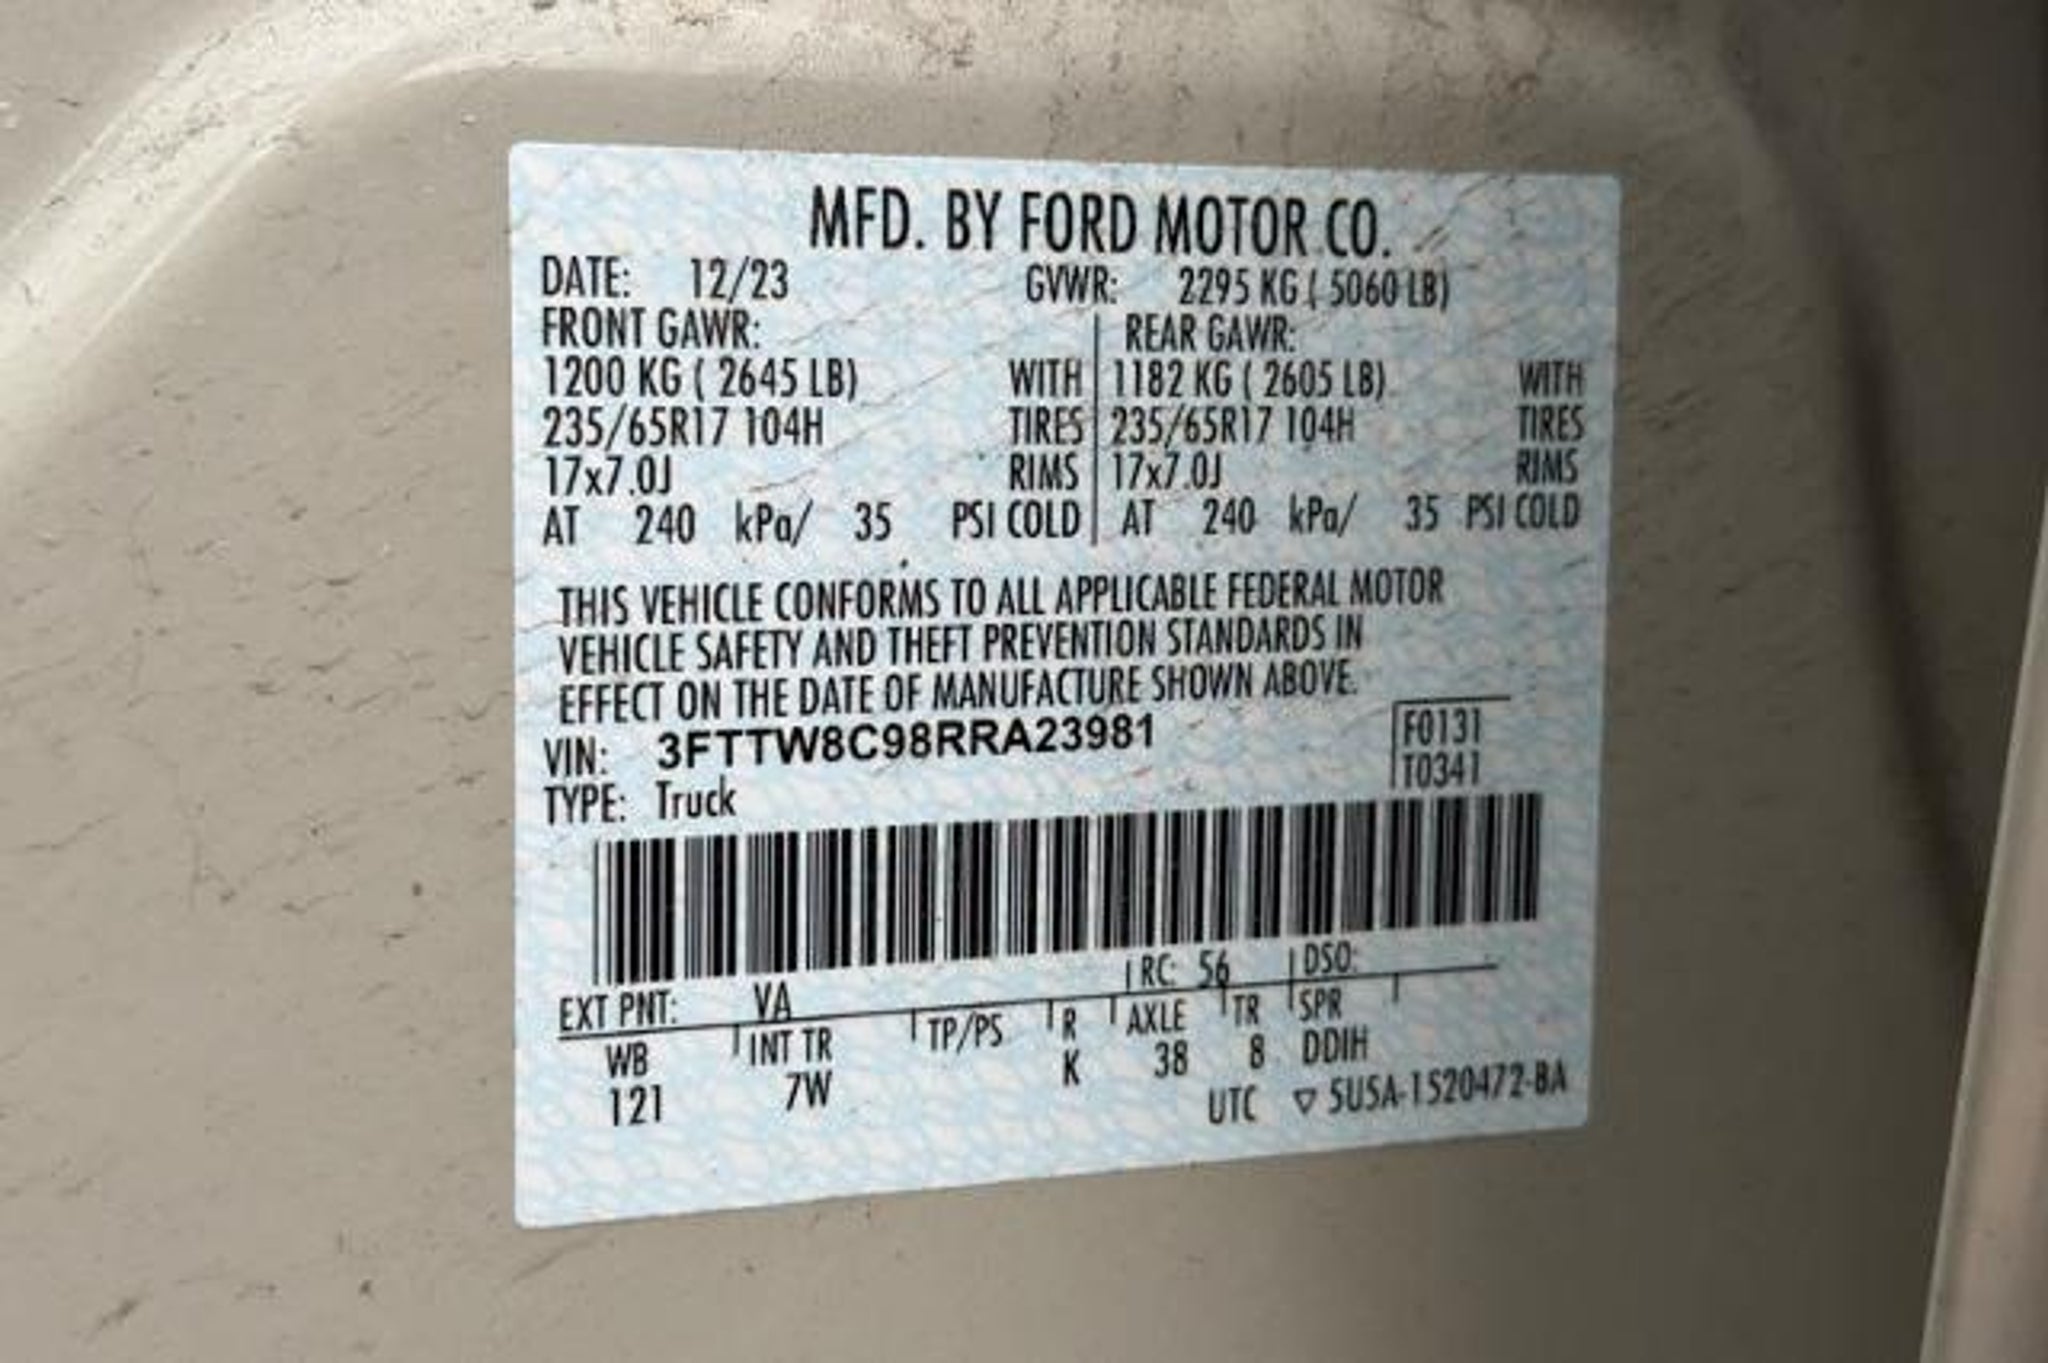 MFD. BY FORD MOTOR CO.
DATE: 12/23 GVWR: 2295 KG ( 5060 LB)
FRONT GAWR: REAR GAWR:
1200 KG ( 2645 LB) WITH 1182 KG ( 2605 LB) WITH
235/65R17 104H TIRES 235/65R17 104H TIRES
17x7.0J RIMS 17x7.0J RIMS
AT 240 kPa/ 35 PSI COLD AT 240 kPa/ 35 PSI COLD
THIS VEHICLE CONFORMS TO ALL APPLICABLE FEDERAL MOTOR
VEHICLE SAFETY AND THEFT PREVENTION STANDARDS IN
EFFECT ON THE DATE OF MANUFACTURE SHOWN ABOVE.
VIN: 3FTTW8C98RRA23981 F0131
TYPE: Truck T0341
EXT PNT: VA RC: 56 DSO:
WB INT TR TP/PS R AXLE TR SPR
121 7W K 38 8 DDIH
UTC ▽ 5U5A-1520472-BA